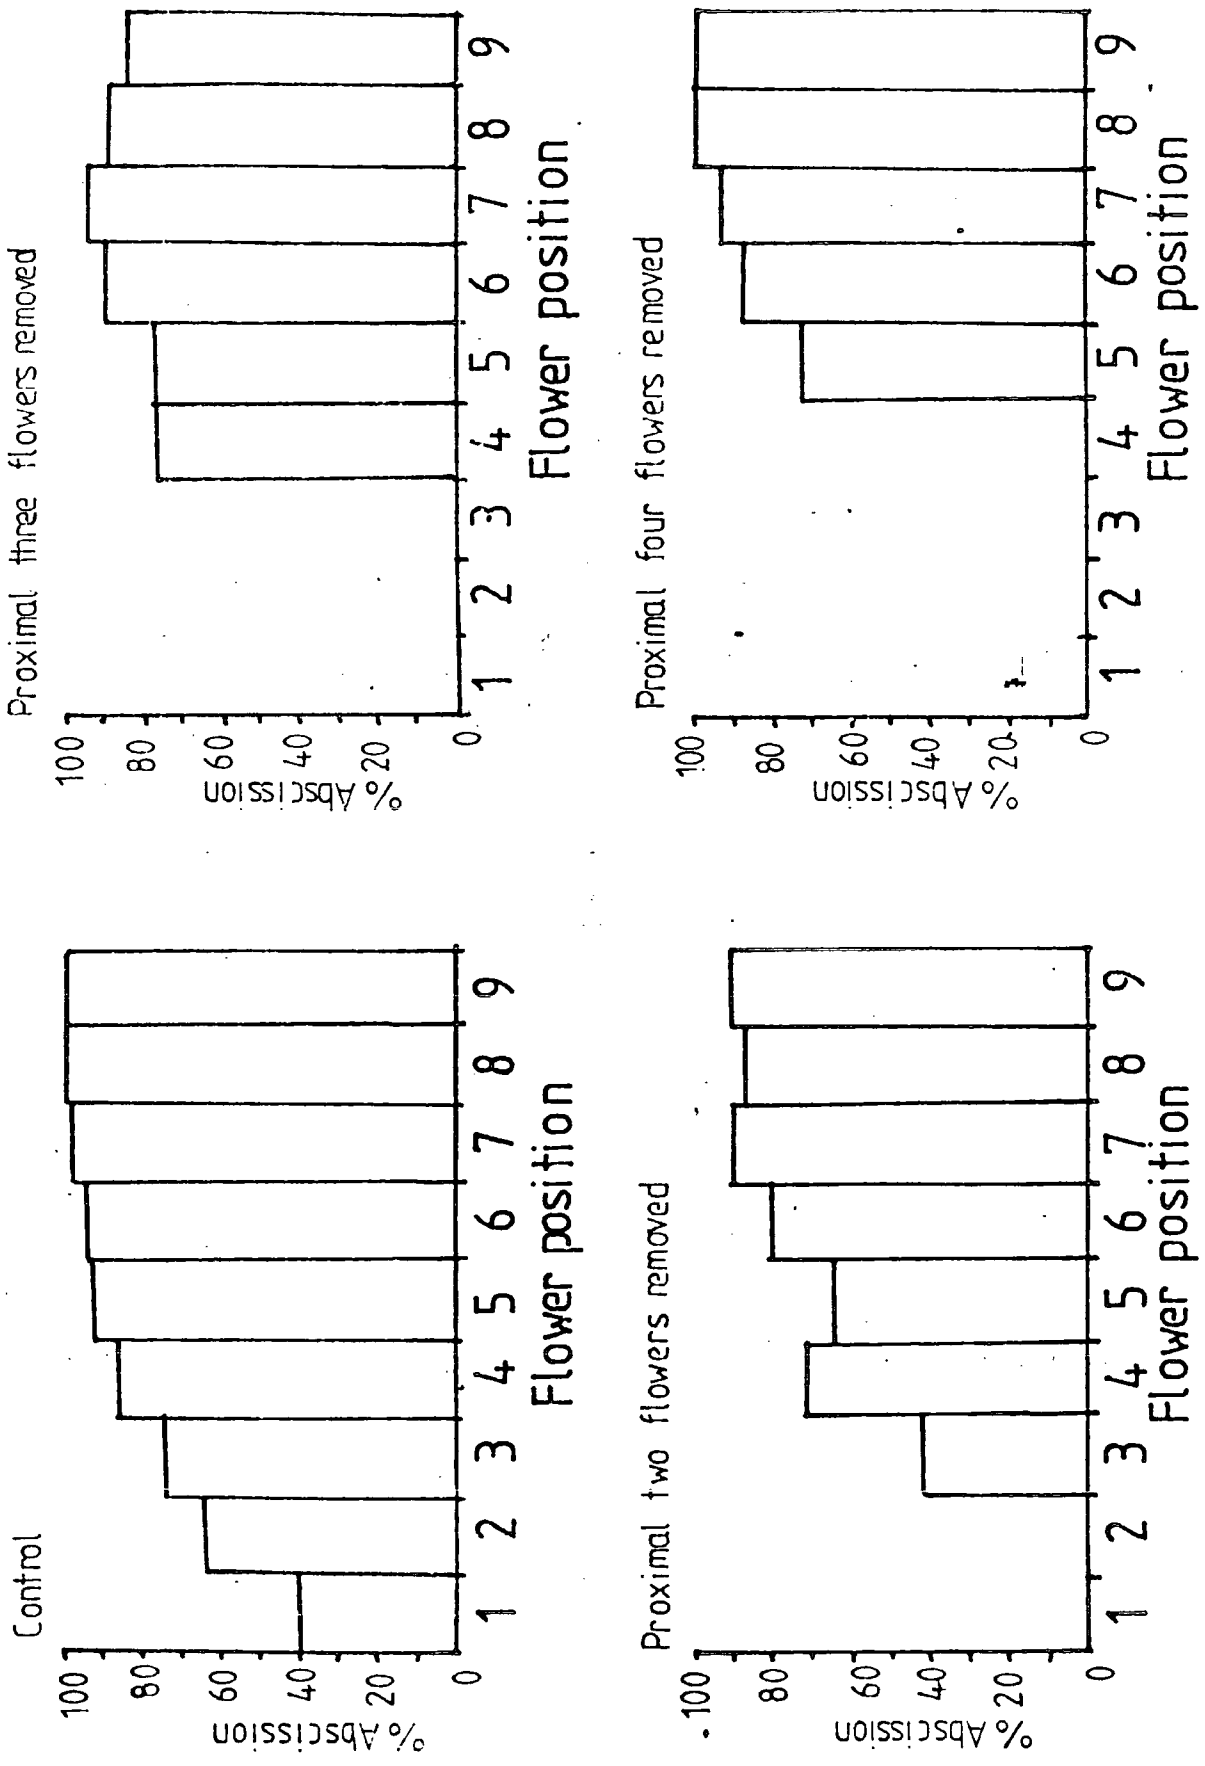 Control
% Abscission
100
80
60
40
20
0
1 2 3 4 5 6 7 8 9
Flower position
Proximal three flowers removed
% Abscission
100
80
60
40
20
0
1 2 3 4 5 6 7 8 9
Flower position
Proximal two flowers removed
% Abscission
100
80
60
40
20
0
1 2 3 4 5 6 7 8 9
Flower position
Proximal four flowers removed
% Abscission
100
80
60
40
20
0
1 2 3 4 5 6 7 8 9
Flower position